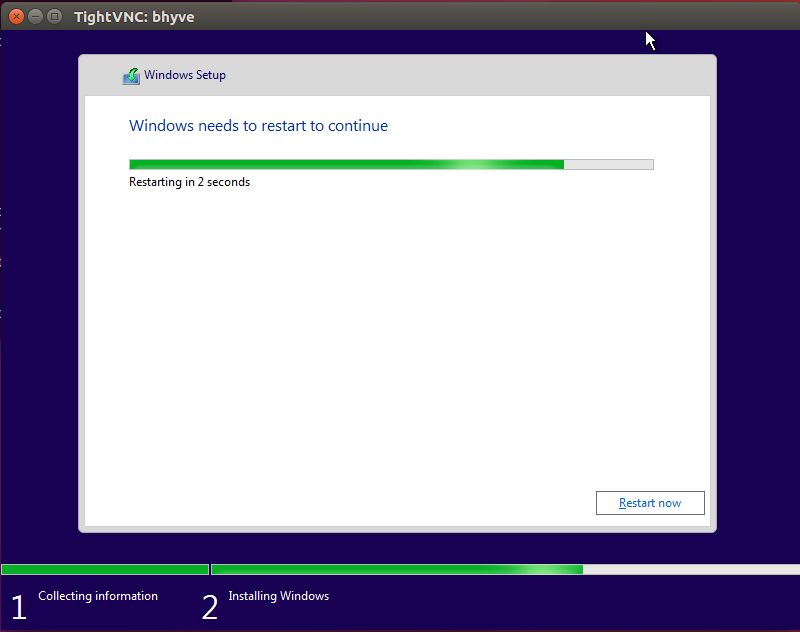 TightVNC: bhyve
Windows Setup
Windows needs to restart to continue
Restarting in 2 seconds
Restart now
1 Collecting information
2 Installing Windows